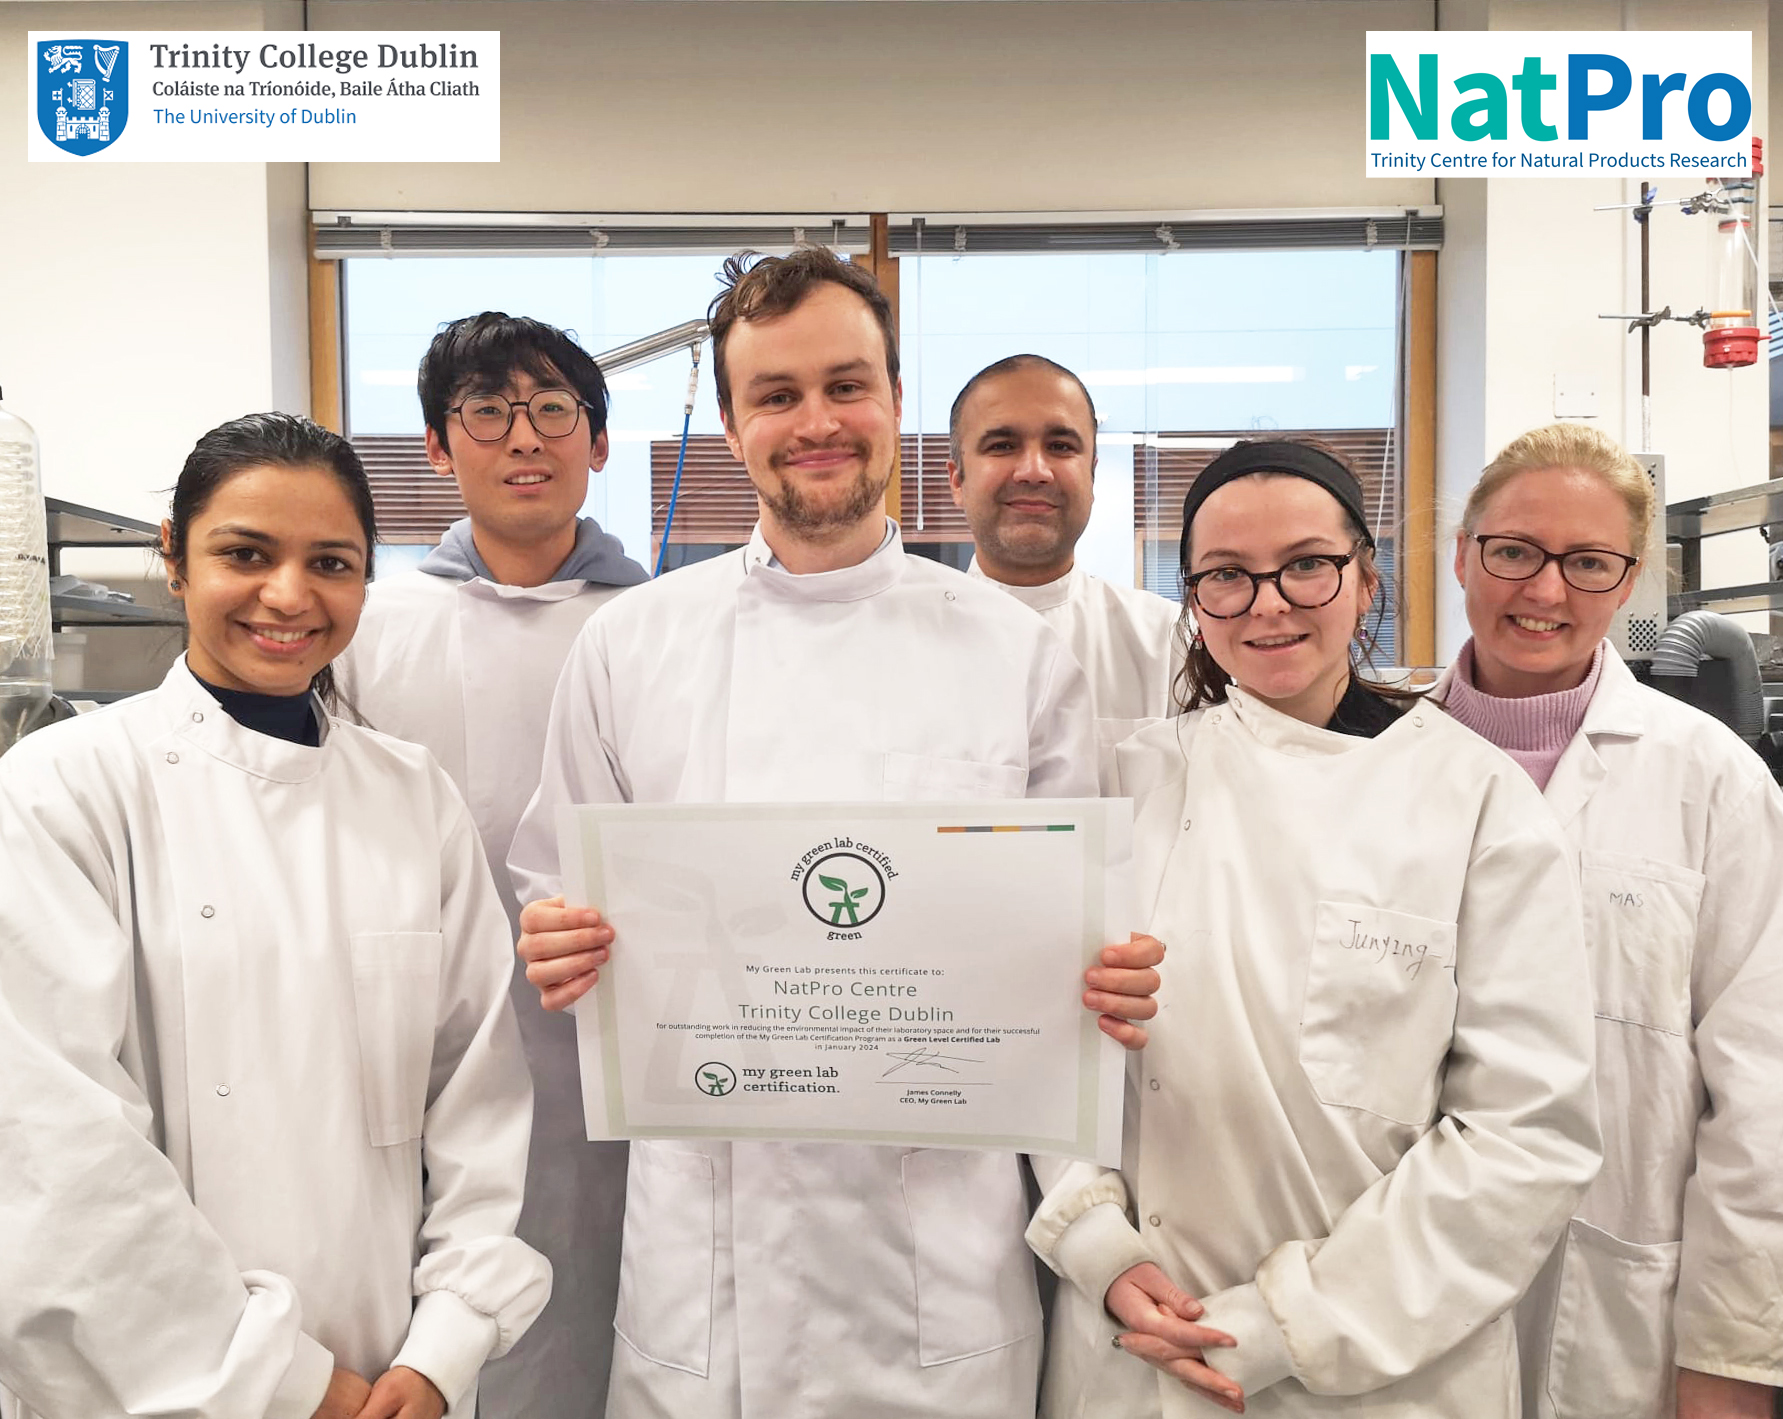 Trinity College Dublin
Coláiste na Tríonóide, Baile Átha Cliath
The University of Dublin
NatPro
Trinity Centre for Natural Products Research
my green lab certified.
green
My Green Lab presents this certificate to:
NatPro Centre
Trinity College Dublin
for outstanding work in reducing the environmental impact of their laboratory space and for their successful
completion of the My Green Lab Certification Program as a Green Level Certified Lab
in January 2024
my green lab
certification.
James Connelly
CEO, My Green Lab
Junying-L
MAS